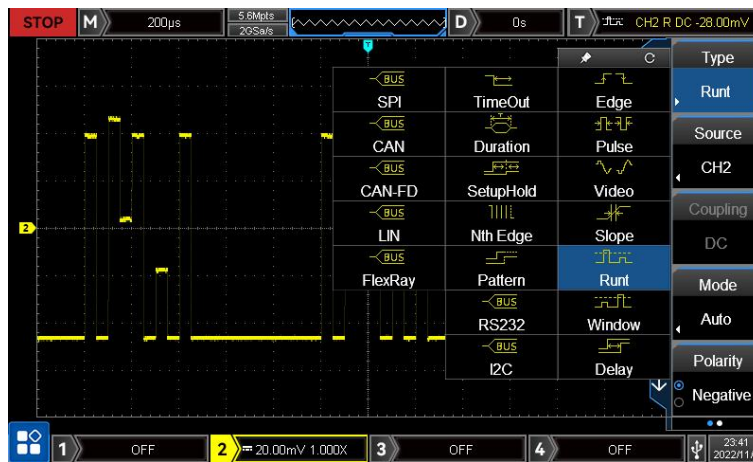 STOP M 200μs 5.6Mpts 2GSa/s D 0s T CH2 R DC -28.00mV
T
C
Type
Runt
BUS
SPI TimeOut Edge
Source
CH2
BUS
CAN Duration Pulse
BUS
CAN-FD SetupHold Video
Coupling
DC
BUS
LIN Nth Edge Slope
BUS
FlexRay Pattern Runt
Mode
Auto
BUS
RS232 Window
BUS
I2C Delay
Polarity
Negative
2
1 OFF 2 20.00mV 1.000X 3 OFF 4 OFF
23:41